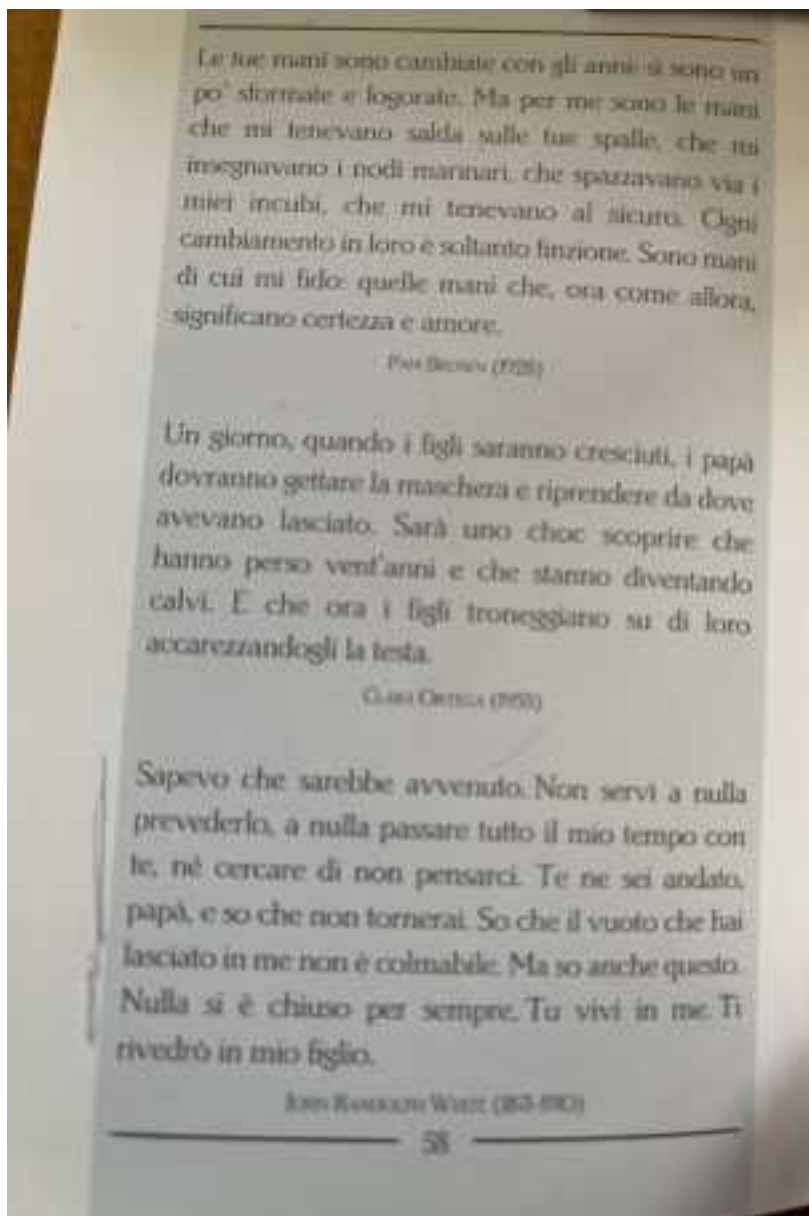 Le tue mani sono cambiate con gli anni: si sono un
po' sformate e logorate. Ma per me sono le mani
che mi tenevano salda sulle tue spalle, che mi
insegnavano i nodi marinari, che spazzavano via i
miei incubi, che mi tenevano al sicuro. Ogni
cambiamento in loro è soltanto finzione. Sono mani
di cui mi fido: quelle mani che, ora come allora,
significano certezza e amore.
Pam Brown (1928)
Un giorno, quando i figli saranno cresciuti, i papà
dovranno gettare la maschera e riprendere da dove
avevano lasciato. Sarà uno choc scoprire che
hanno perso vent'anni e che stanno diventando
calvi. E che ora i figli troneggiano su di loro
accarezzandogli la testa.
Clara Ortega (1955)
Sapevo che sarebbe avvenuto. Non servì a nulla
prevederlo, a nulla passare tutto il mio tempo con
te, né cercare di non pensarci. Te ne sei andato,
papà, e so che non tornerai. So che il vuoto che hai
lasciato in me non è colmabile. Ma so anche questo.
Nulla si è chiuso per sempre. Tu vivi in me. Ti
rivedrò in mio figlio.
John Randolph
58